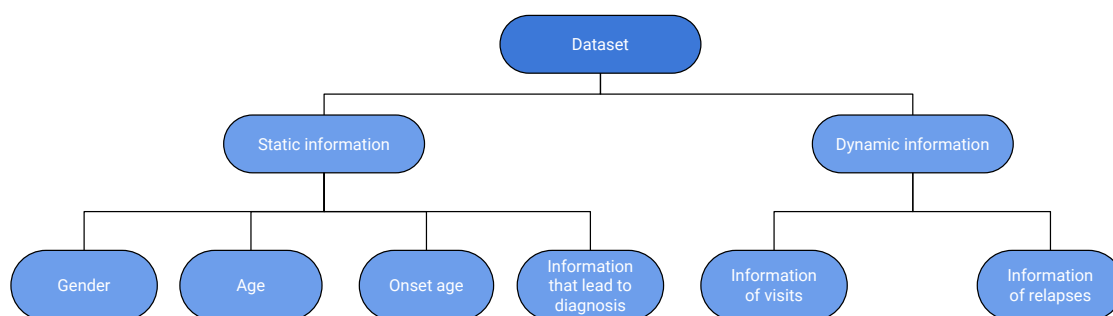 Dataset
Static information
Dynamic information
Gender
Age
Onset age
Information
that lead to
diagnosis
Information
of visits
Information
of relapses